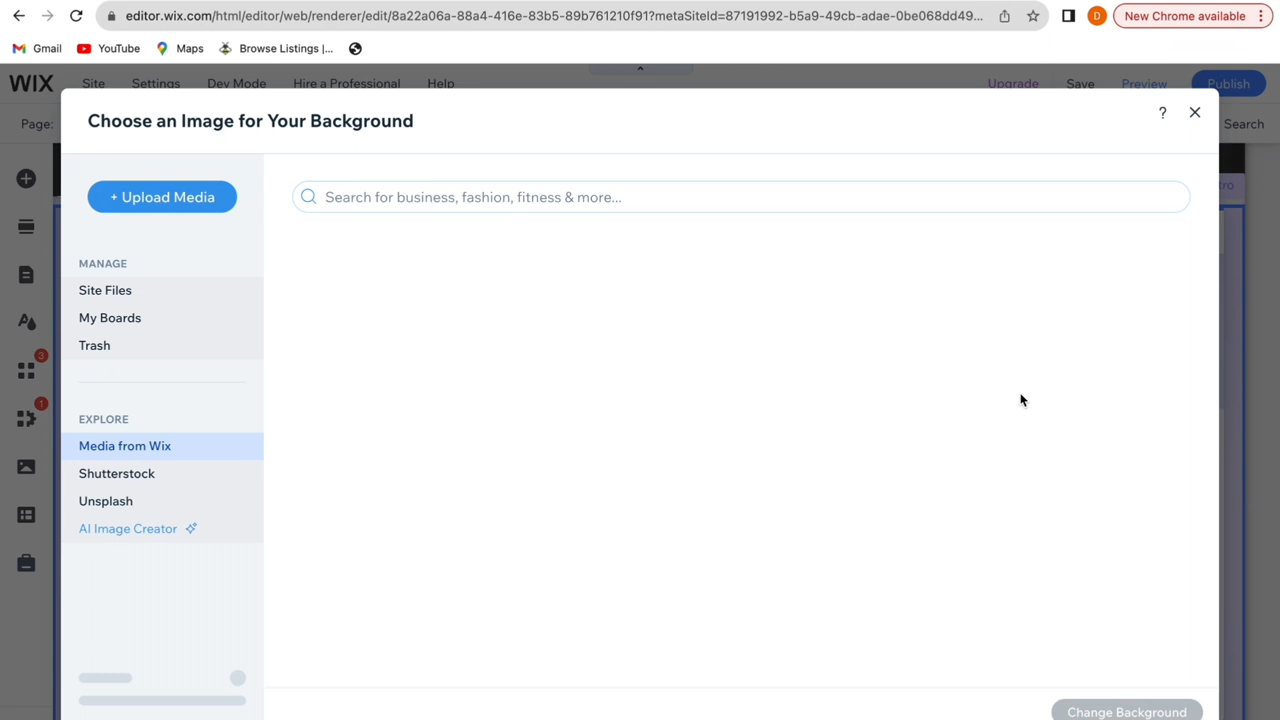 editor.wix.com/html/editor/web/renderer/edit/8a22a06a-88a4-416e-83b5-89b761210f91?metaSiteId=87191992-b5a9-49cb-adae-0be068dd49...
D
New Chrome available
Gmail YouTube Maps Browse Listings |...
WIX Site Settings Dev Mode Hire a Professional Help Upgrade Save Preview Publish
Page: Search
Choose an Image for Your Background
?
+ Upload Media
Search for business, fashion, fitness & more...
MANAGE
Site Files
My Boards
Trash
3
1
EXPLORE
Media from Wix
Shutterstock
Unsplash
AI Image Creator
Change Background